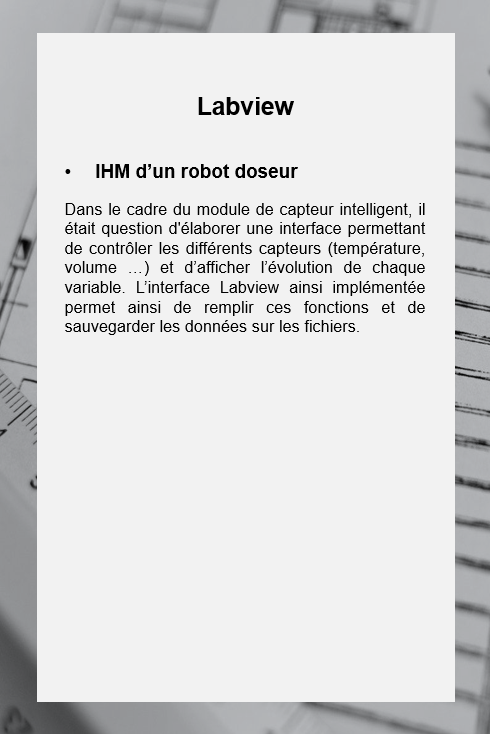 Labview
• IHM d’un robot doseur
Dans le cadre du module de capteur intelligent, il
était question d'élaborer une interface permettant
de contrôler les différents capteurs (température,
volume …) et d’afficher l’évolution de chaque
variable. L’interface Labview ainsi implémentée
permet ainsi de remplir ces fonctions et de
sauvegarder les données sur les fichiers.